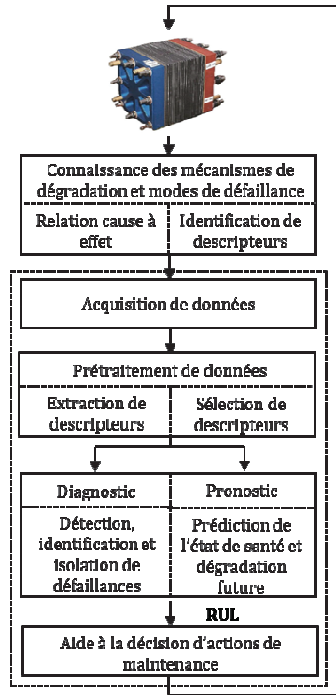 Connaissance des mécanismes de
dégradation et modes de défaillance
Relation cause à
effet
Identification de
descripteurs
Acquisition de données
Prétraitement de données
Extraction de
descripteurs
Sélection de
descripteurs
Diagnostic
Détection,
identification et
isolation de
défaillances
Pronostic
Prédiction de
l'état de santé et
dégradation
future
RUL
Aide à la décision d'actions de
maintenance